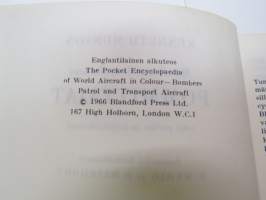 Englantilainen alkuteos
The Pocket Encyclopaedia
of World Aircraft in Colour—Bombers
Patrol and Transport Aircraft
© 1966 Blandford Press Ltd.
167 High Holborn, London W.C.1